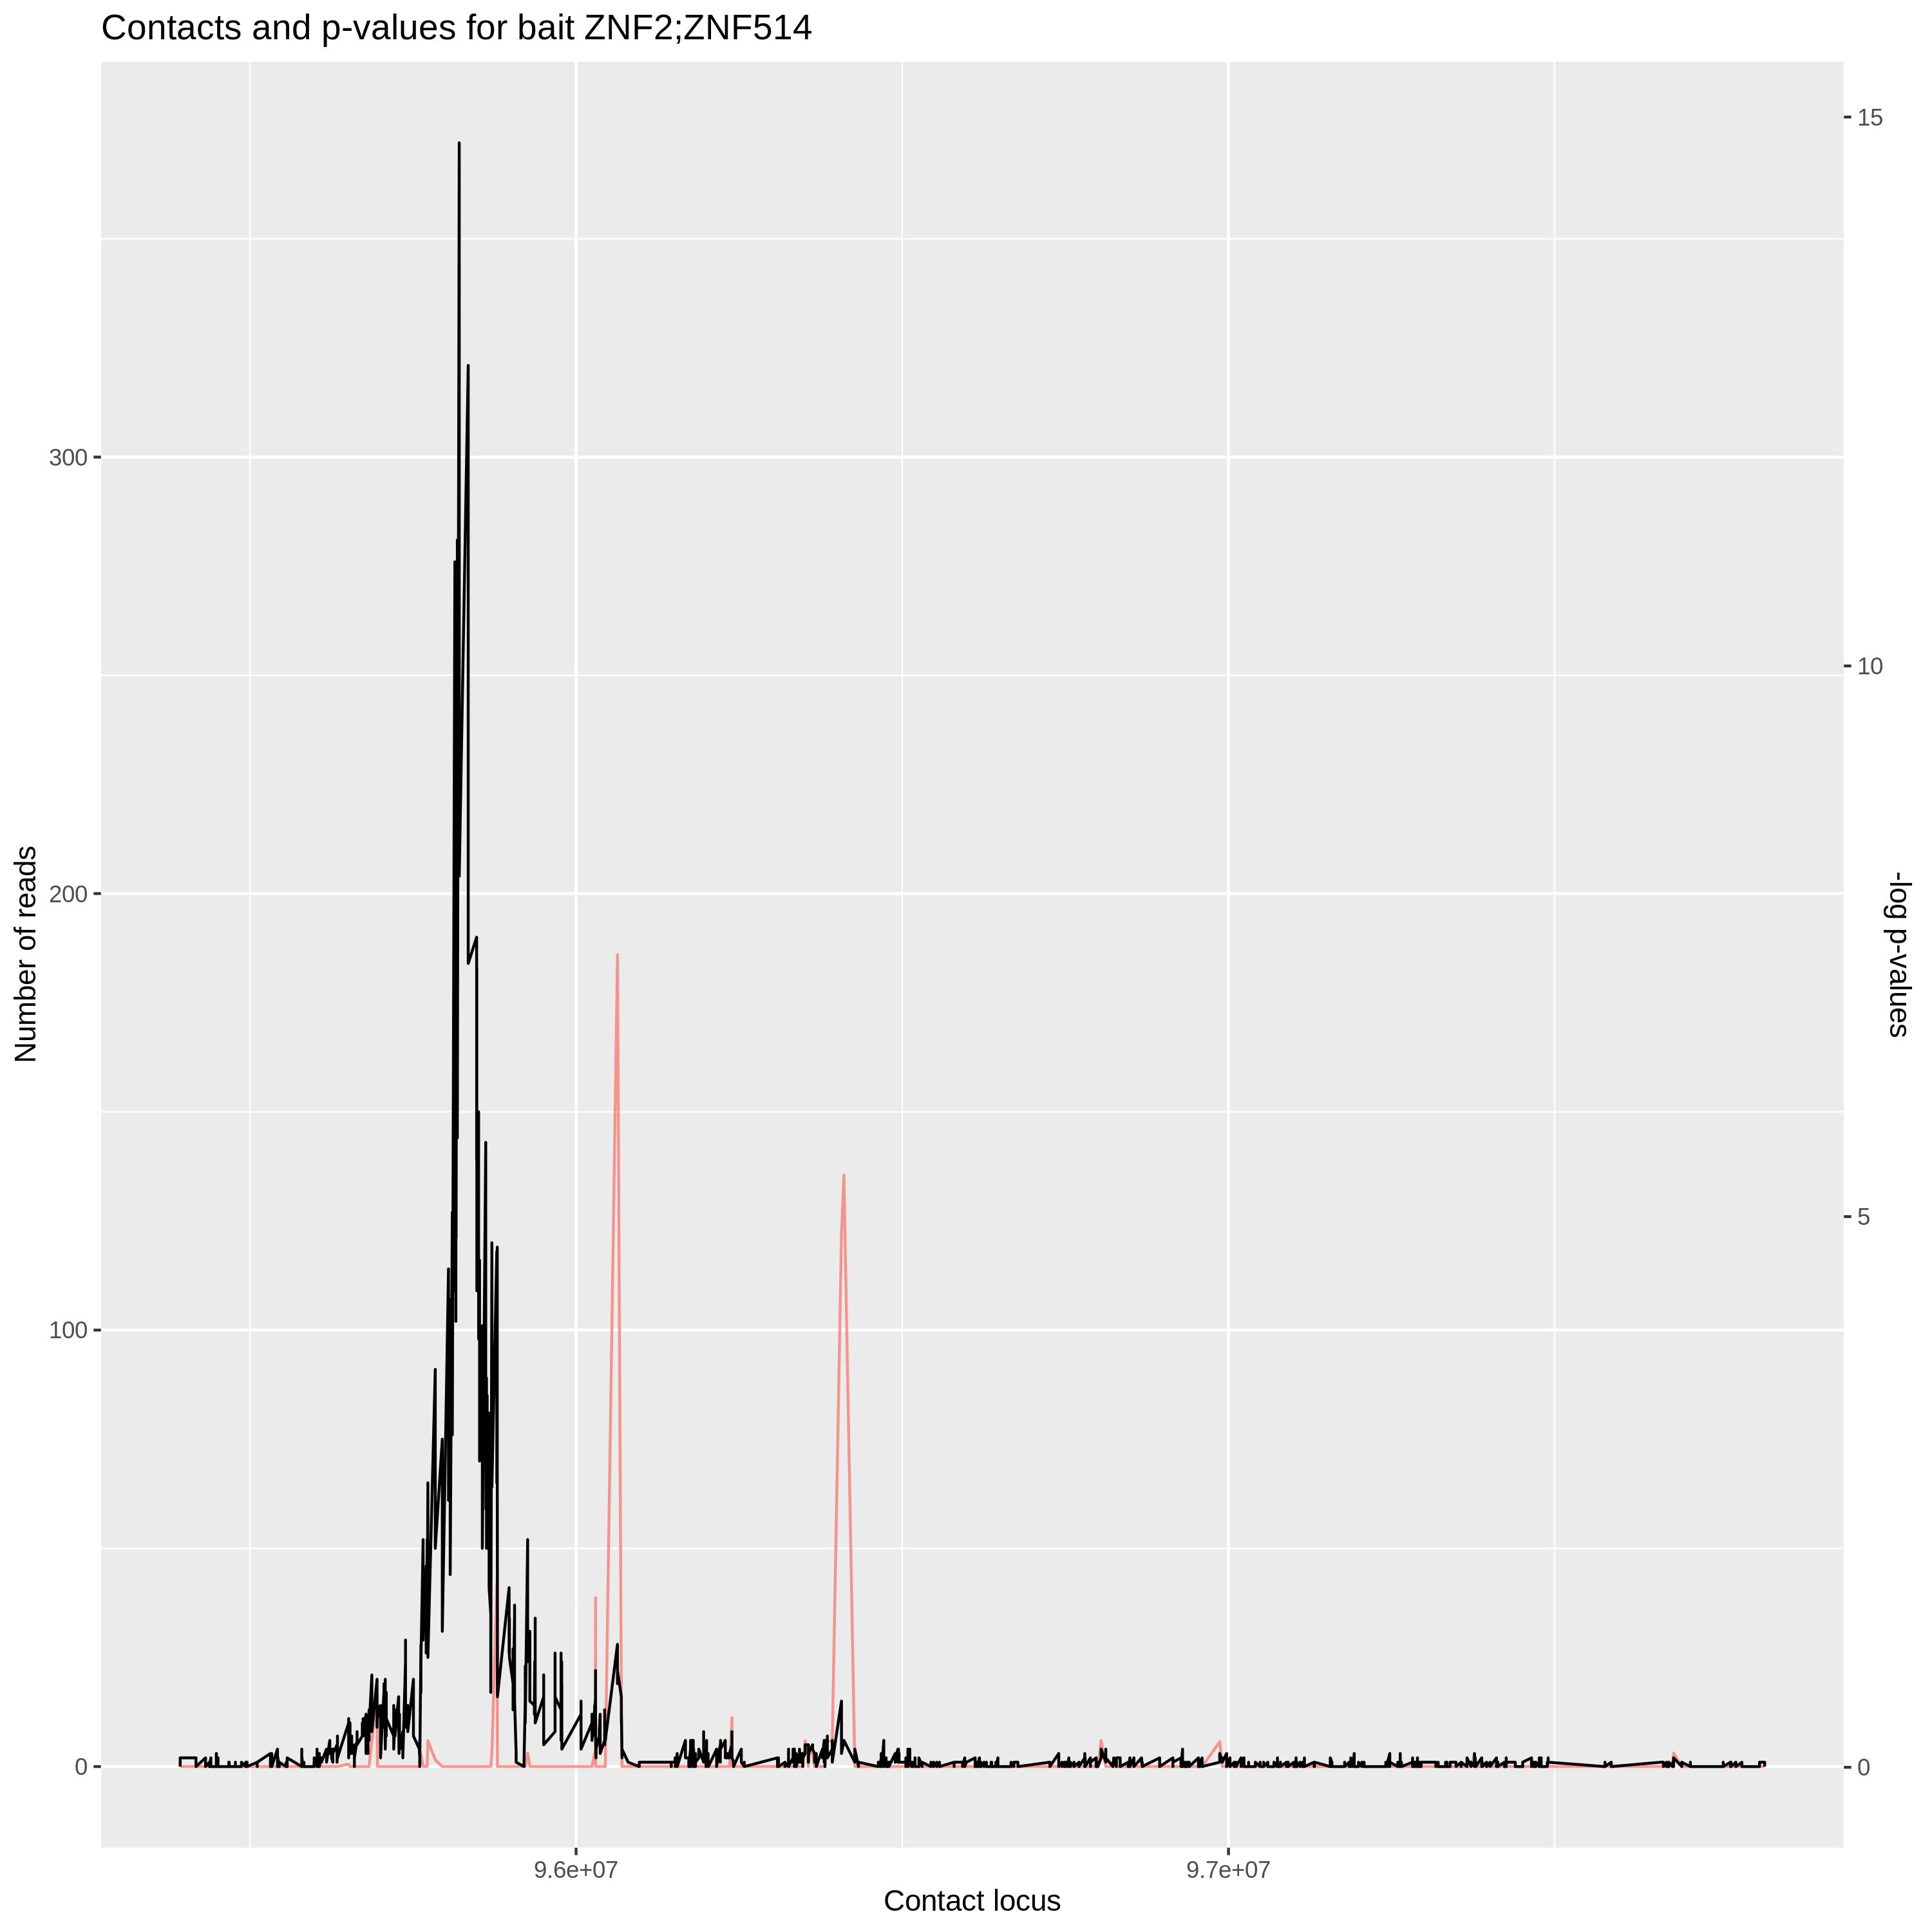 Contacts and p-values for bait ZNF2;ZNF514
Number of reads
300
200
100
0
15
10
5
0
-log p-values
9.6e+07
9.7e+07
Contact locus